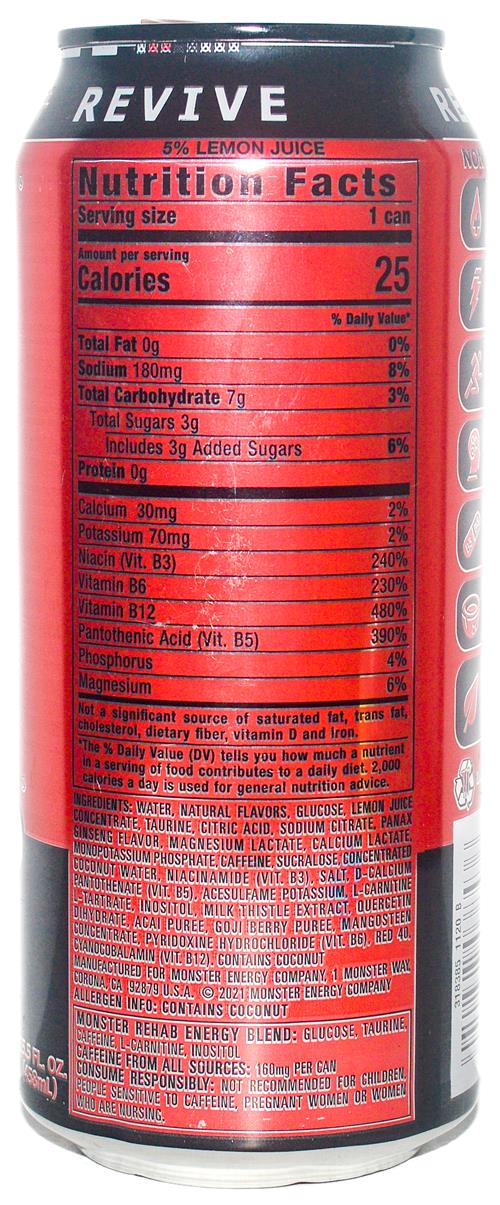 REVIVE
5% LEMON JUICE
Nutrition Facts
Serving size 1 can
Amount per serving
Calories 25
% Daily Value*
Total Fat 0g 0%
Sodium 180mg 8%
Total Carbohydrate 7g 3%
Total Sugars 3g
Includes 3g Added Sugars 6%
Protein 0g
Calcium 30mg 2%
Potassium 70mg 2%
Niacin (Vit. B3) 240%
Vitamin B6 230%
Vitamin B12 480%
Pantothenic Acid (Vit. B5) 390%
Phosphorus 4%
Magnesium 6%
Not a significant source of saturated fat, trans fat,
cholesterol, dietary fiber, vitamin D and iron.
*The % Daily Value (DV) tells you how much a nutrient
in a serving of food contributes to a daily diet. 2,000
calories a day is used for general nutrition advice.
INGREDIENTS: WATER, NATURAL FLAVORS, GLUCOSE, LEMON JUICE
CONCENTRATE, TAURINE, CITRIC ACID, SODIUM CITRATE, PANAX
GINSENG FLAVOR, MAGNESIUM LACTATE, CALCIUM LACTATE,
MONOPOTASSIUM PHOSPHATE, CAFFEINE, SUCRALOSE, CONCENTRATED
COCONUT WATER, NIACINAMIDE (VIT. B3), SALT, D-CALCIUM
PANTOTHENATE (VIT. B5), ACESULFAME POTASSIUM, L-CARNITINE
L-TARTRATE, INOSITOL, MILK THISTLE EXTRACT, QUERCETIN
DIHYDRATE, ACAI PUREE, GOJI BERRY PUREE, MANGOSTEEN
CONCENTRATE, PYRIDOXINE HYDROCHLORIDE (VIT. B6), RED 40,
CYANOCOBALAMIN (VIT. B12). CONTAINS COCONUT
MANUFACTURED FOR MONSTER ENERGY COMPANY, 1 MONSTER WAY,
CORONA, CA 92879 U.S.A. © 2021 MONSTER ENERGY COMPANY
ALLERGEN INFO: CONTAINS COCONUT
MONSTER REHAB ENERGY BLEND: GLUCOSE, TAURINE,
CAFFEINE, L-CARNITINE, INOSITOL
CAFFEINE FROM ALL SOURCES: 160mg PER CAN
CONSUME RESPONSIBLY: NOT RECOMMENDED FOR CHILDREN,
PEOPLE SENSITIVE TO CAFFEINE, PREGNANT WOMEN OR WOMEN
WHO ARE NURSING.
FL. OZ.
318385 1120 B